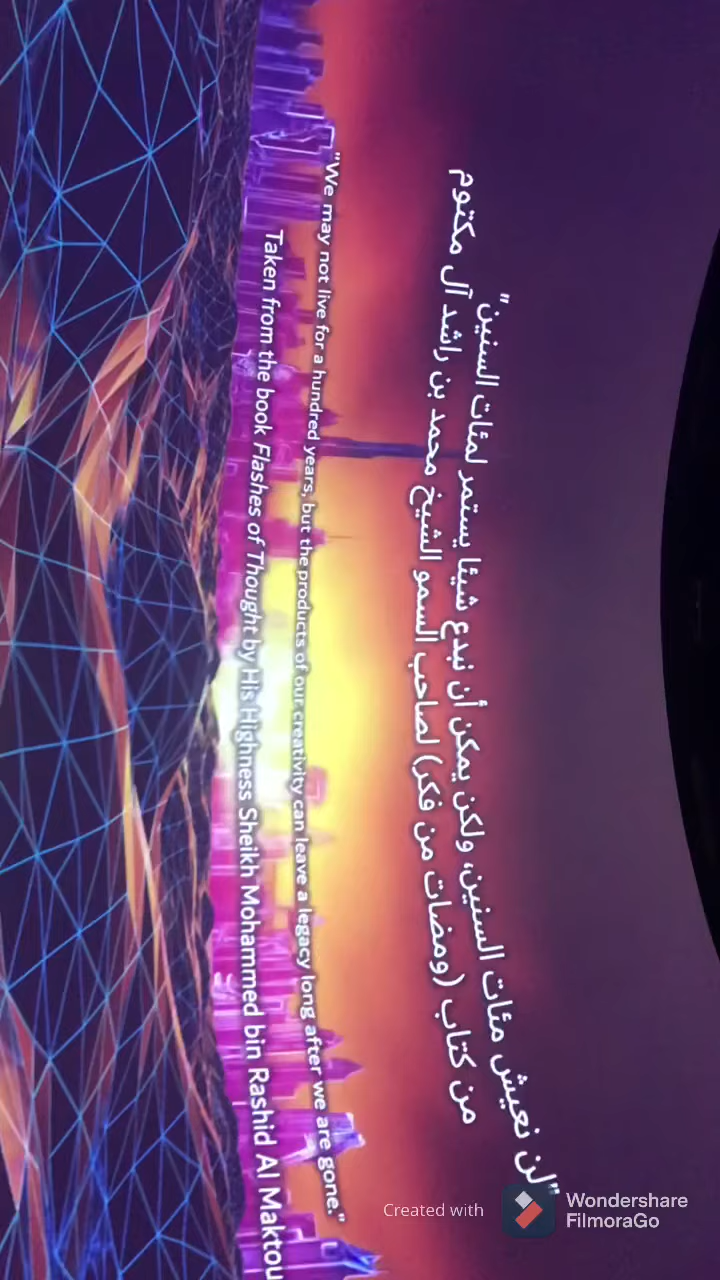 "لن نعيش مئات السنين، ولكن يمكن أن نبدع شيئا يستمر لمئات السنين"
من كتاب (ومضات من فكر) لصاحب السمو الشيخ محمد بن راشد آل مكتوم
"We may not live for a hundred years, but the products of our creativity can leave a legacy long after we are gone."
Taken from the book Flashes of Thought by His Highness Sheikh Mohammed bin Rashid Al Maktou
Created with
Wondershare
FilmoraGo